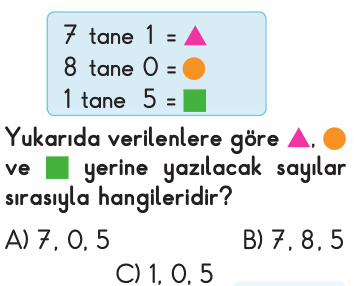 7 tane 1 =
8 tane 0 =
1 tane 5 =
Yukarıda verilenlere göre , 
ve yerine yazılacak sayılar
sırasıyla hangileridir?
A) 7, 0, 5 B) 7, 8, 5
C) 1, 0, 5